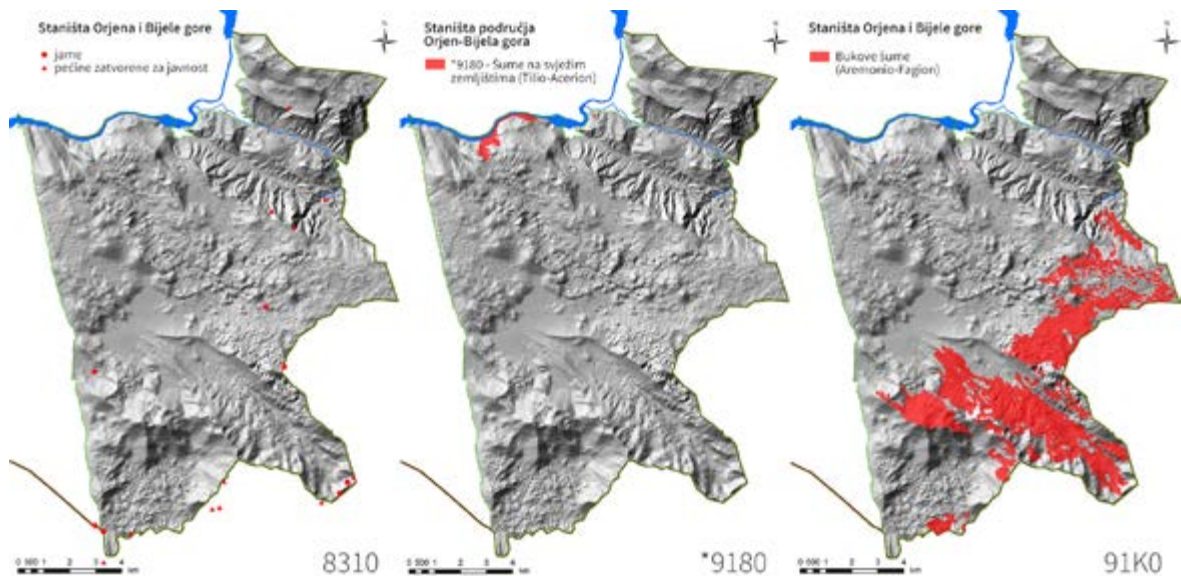 Staništa Orjena i Bijele gore
jame
pećine zatvorene za javnost
8310
Staništa područja
Orjen-Bijela gora
*9180 - Šume na svježim
zemljištima (Tilio-Acerion)
*9180
Staništa Orjena i Bijele gore
Bukove šume
(Aremonio-Fagion)
91K0